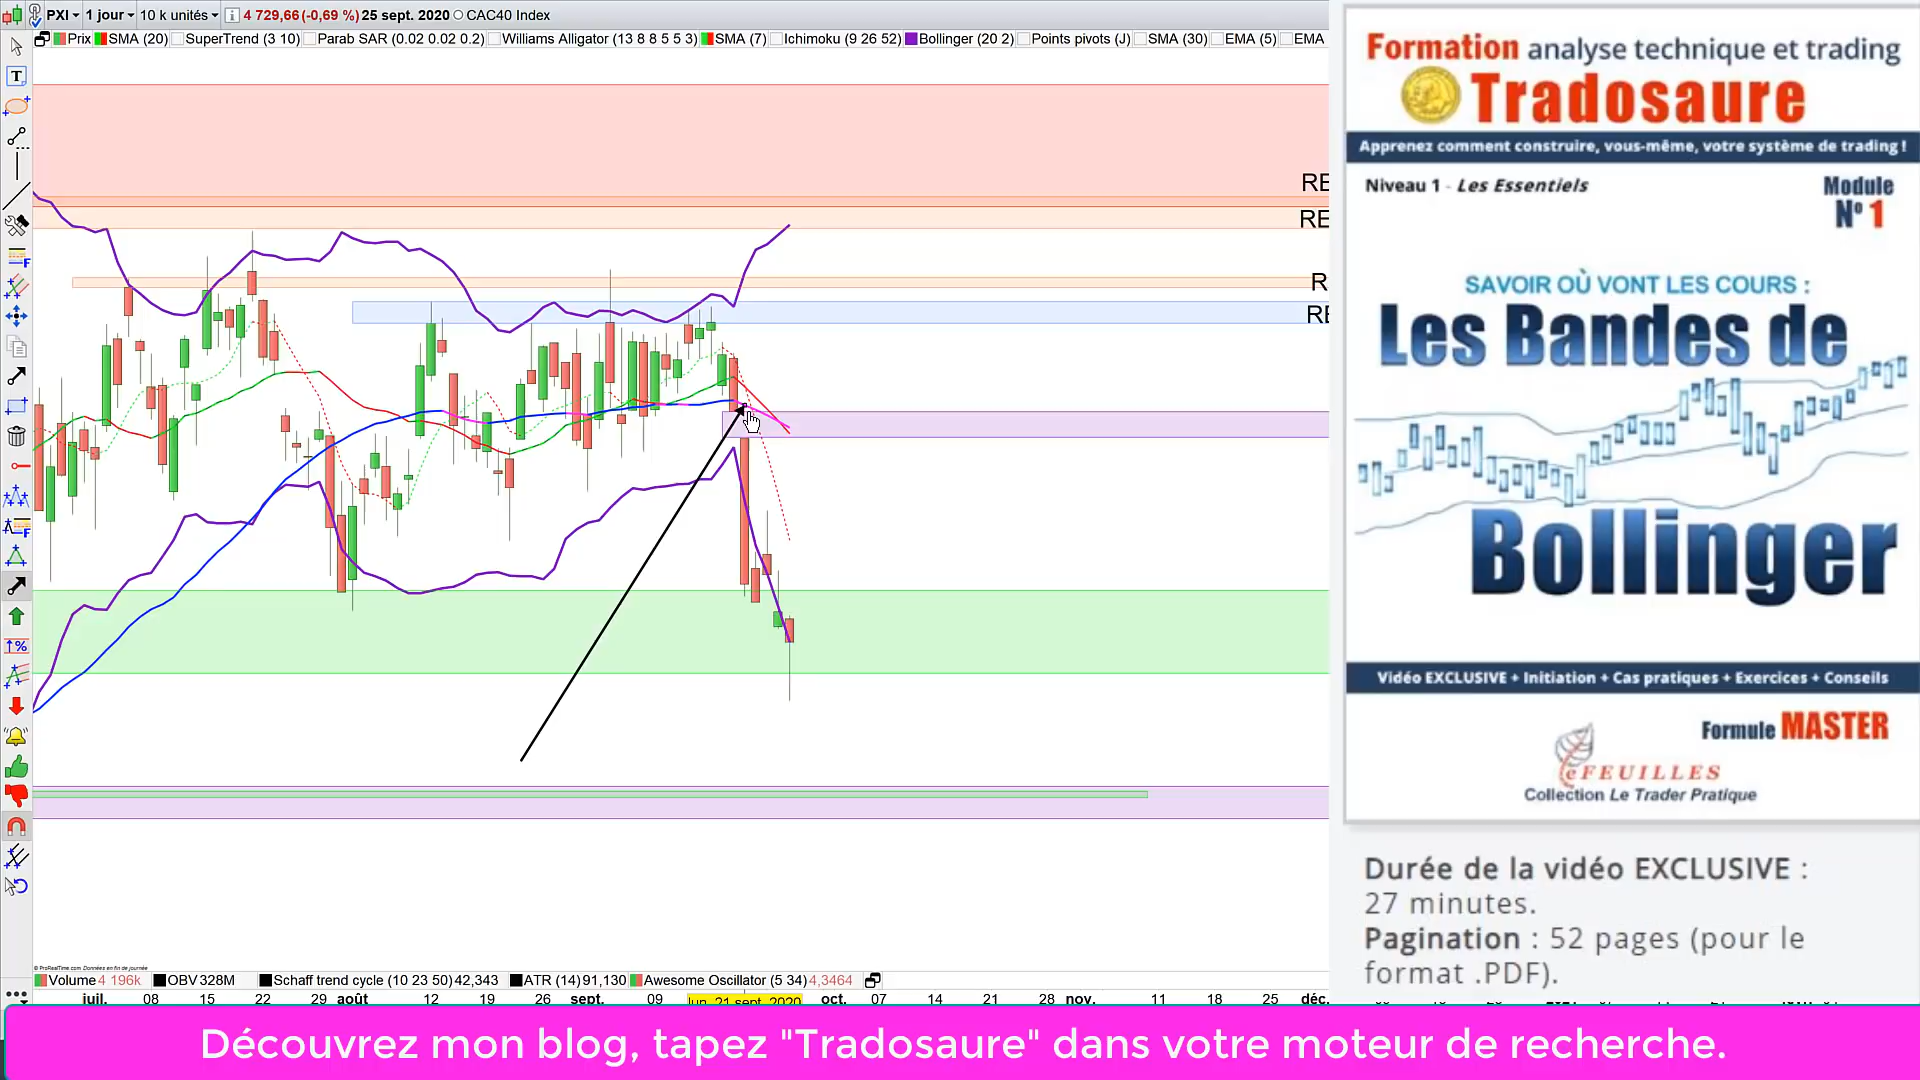 PXI 1 jour 10 k unités 4 729,66 (-0,69 %) 25 sept. 2020 CAC40 Index
Prix SMA (20) SuperTrend (3 10) Parab SAR (0.02 0.02 0.2) Williams Alligator (13 8 8 5 5 3) SMA (7) Ichimoku (9 26 52) Bollinger (20 2) Points pivots (J) SMA (30) EMA (5) EMA
RE
RE
R
RE
© ProRealTime.com Données en fin de journée
Volume 4 196k OBV 328M Schaff trend cycle (10 23 50) 42,343 ATR (14) 91,130 Awesome Oscillator (5 34) 4,3464
juil. 08 15 22 29 août 12 19 26 sept. 09 lun. 21 sept. 2020 oct. 07 14 21 28 nov. 11 18 25 déc.
Formation analyse technique et trading
Tradosaure
Apprenez comment construire, vous-même, votre système de trading !
Niveau 1 - Les Essentiels
Module
N° 1
SAVOIR OÙ VONT LES COURS :
Les Bandes de
Bollinger
Vidéo EXCLUSIVE + Initiation + Cas pratiques + Exercices + Conseils
Formule MASTER
eFEUILLES
Collection Le Trader Pratique
Durée de la vidéo EXCLUSIVE :
27 minutes.
Pagination : 52 pages (pour le
format .PDF).
Découvrez mon blog, tapez "Tradosaure" dans votre moteur de recherche.